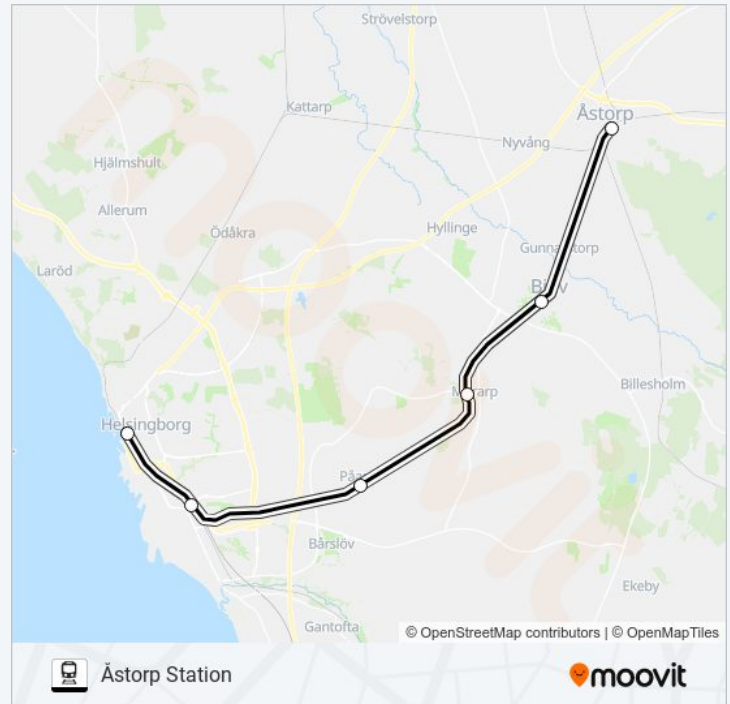 Strövelstorp
Kattarp
Åstorp
Nyvång
Hjälmshult
Allerum
Ödåkra
Hyllinge
Laröd
Billesholm
Helsingborg
Bårslöv
Ekeby
Gantofta
© OpenStreetMap contributors | © OpenMapTiles
Åstorp Station
moovit